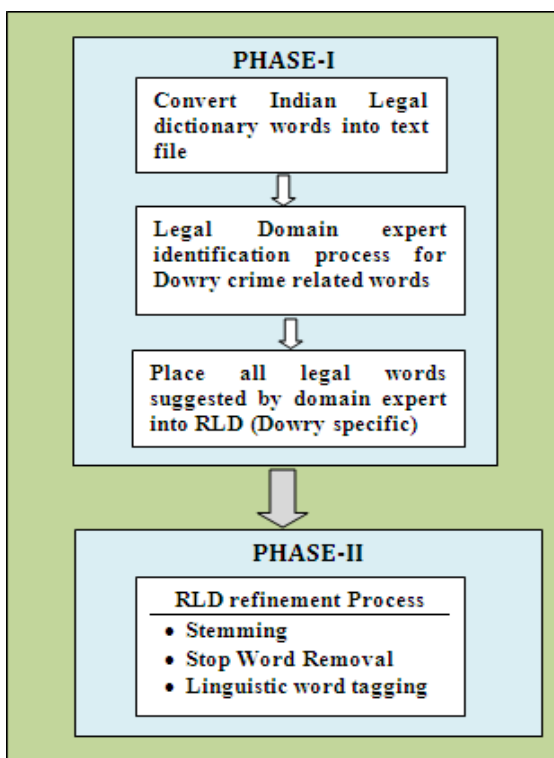 PHASE-I
Convert Indian Legal
dictionary words into text
file
Legal Domain expert
identification process for
Dowry crime related words
Place all legal words
suggested by domain expert
into RLD (Dowry specific)
PHASE-II
RLD refinement Process
• Stemming
• Stop Word Removal
• Linguistic word tagging